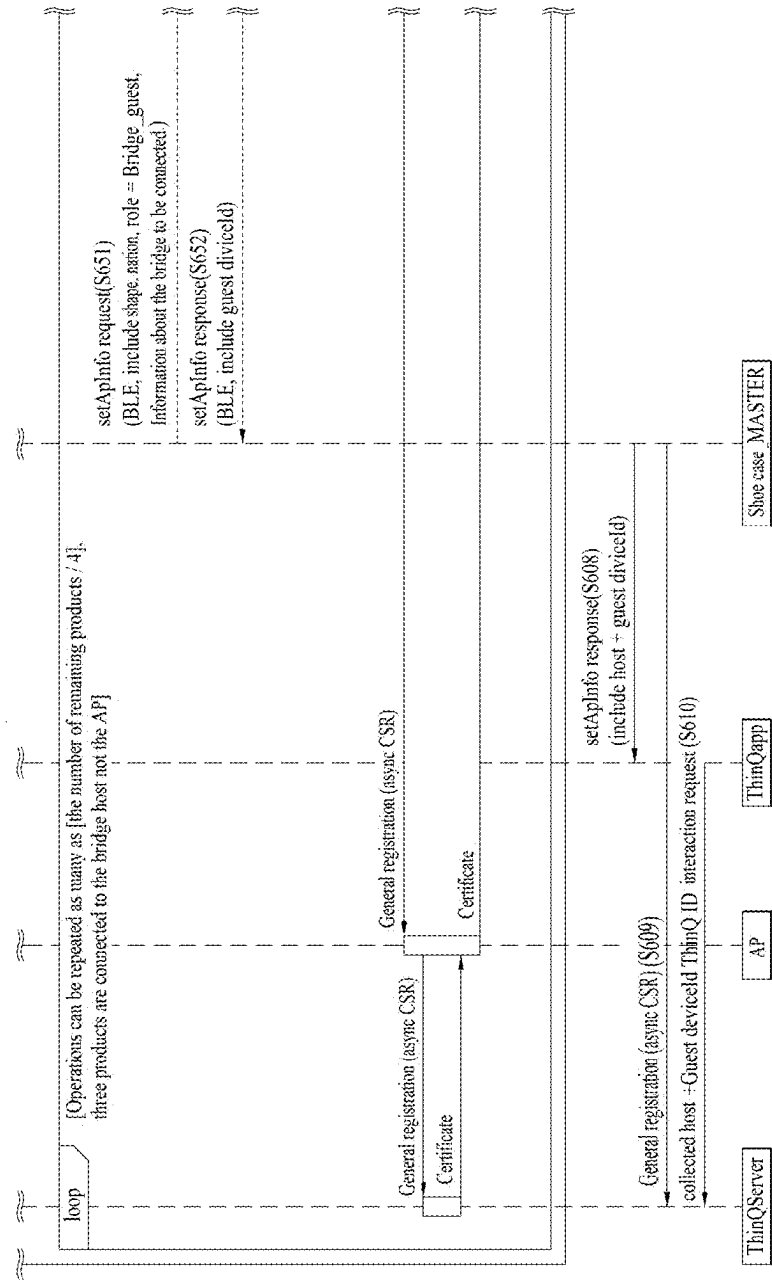 loop
[Operations can be repeated as many as [the number of remaining products / 4],
three products are connected to the bridge host not the AP]
setApInfo request(S651)
(BLE, include shape, nation, role = Bridge_guest,
Information about the bridge to be connected.)
setApInfo response(S652)
(BLE, include guest diviceId)
General registration (async CSR)
General registration (async CSR)
Certificate
Certificate
setApInfo response(S608)
(include host + guest diviceId)
General registration (async CSR) (S609)
collected host +Guest deviceId ThinQ ID interaction request (S610)
ThinQServer
AP
ThinQapp
Shoe case_MASTER